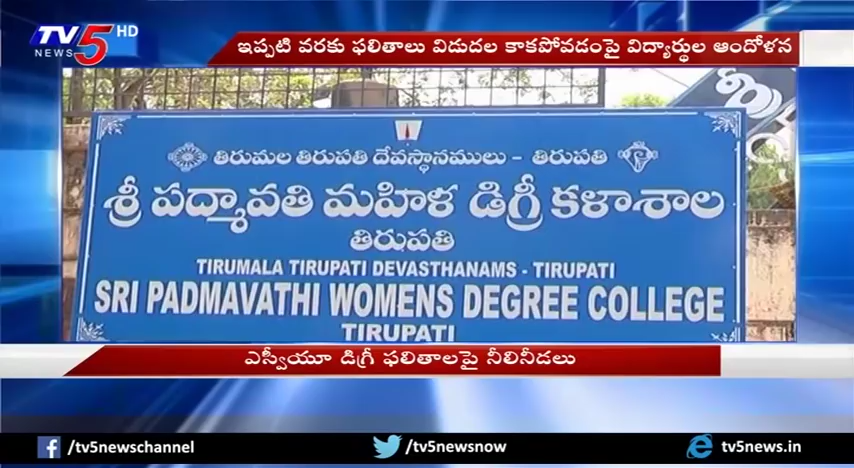 TV5 HD
NEWS
ఇప్పటి వరకు ఫలితాలు విడుదల కాకపోవడంపై విద్యార్థుల ఆందోళన
తిరుమల తిరుపతి దేవస్థానములు - తిరుపతి
శ్రీ పద్మావతి మహిళ డిగ్రీ కళాశాల
తిరుపతి
TIRUMALA TIRUPATI DEVASTHANAMS - TIRUPATI
SRI PADMAVATHI WOMENS DEGREE COLLEGE
TIRUPATI
ఎస్వీయూ డిగ్రీ ఫలితాలపై నీలినీడలు
/tv5newschannel
/tv5newsnow
tv5news.in